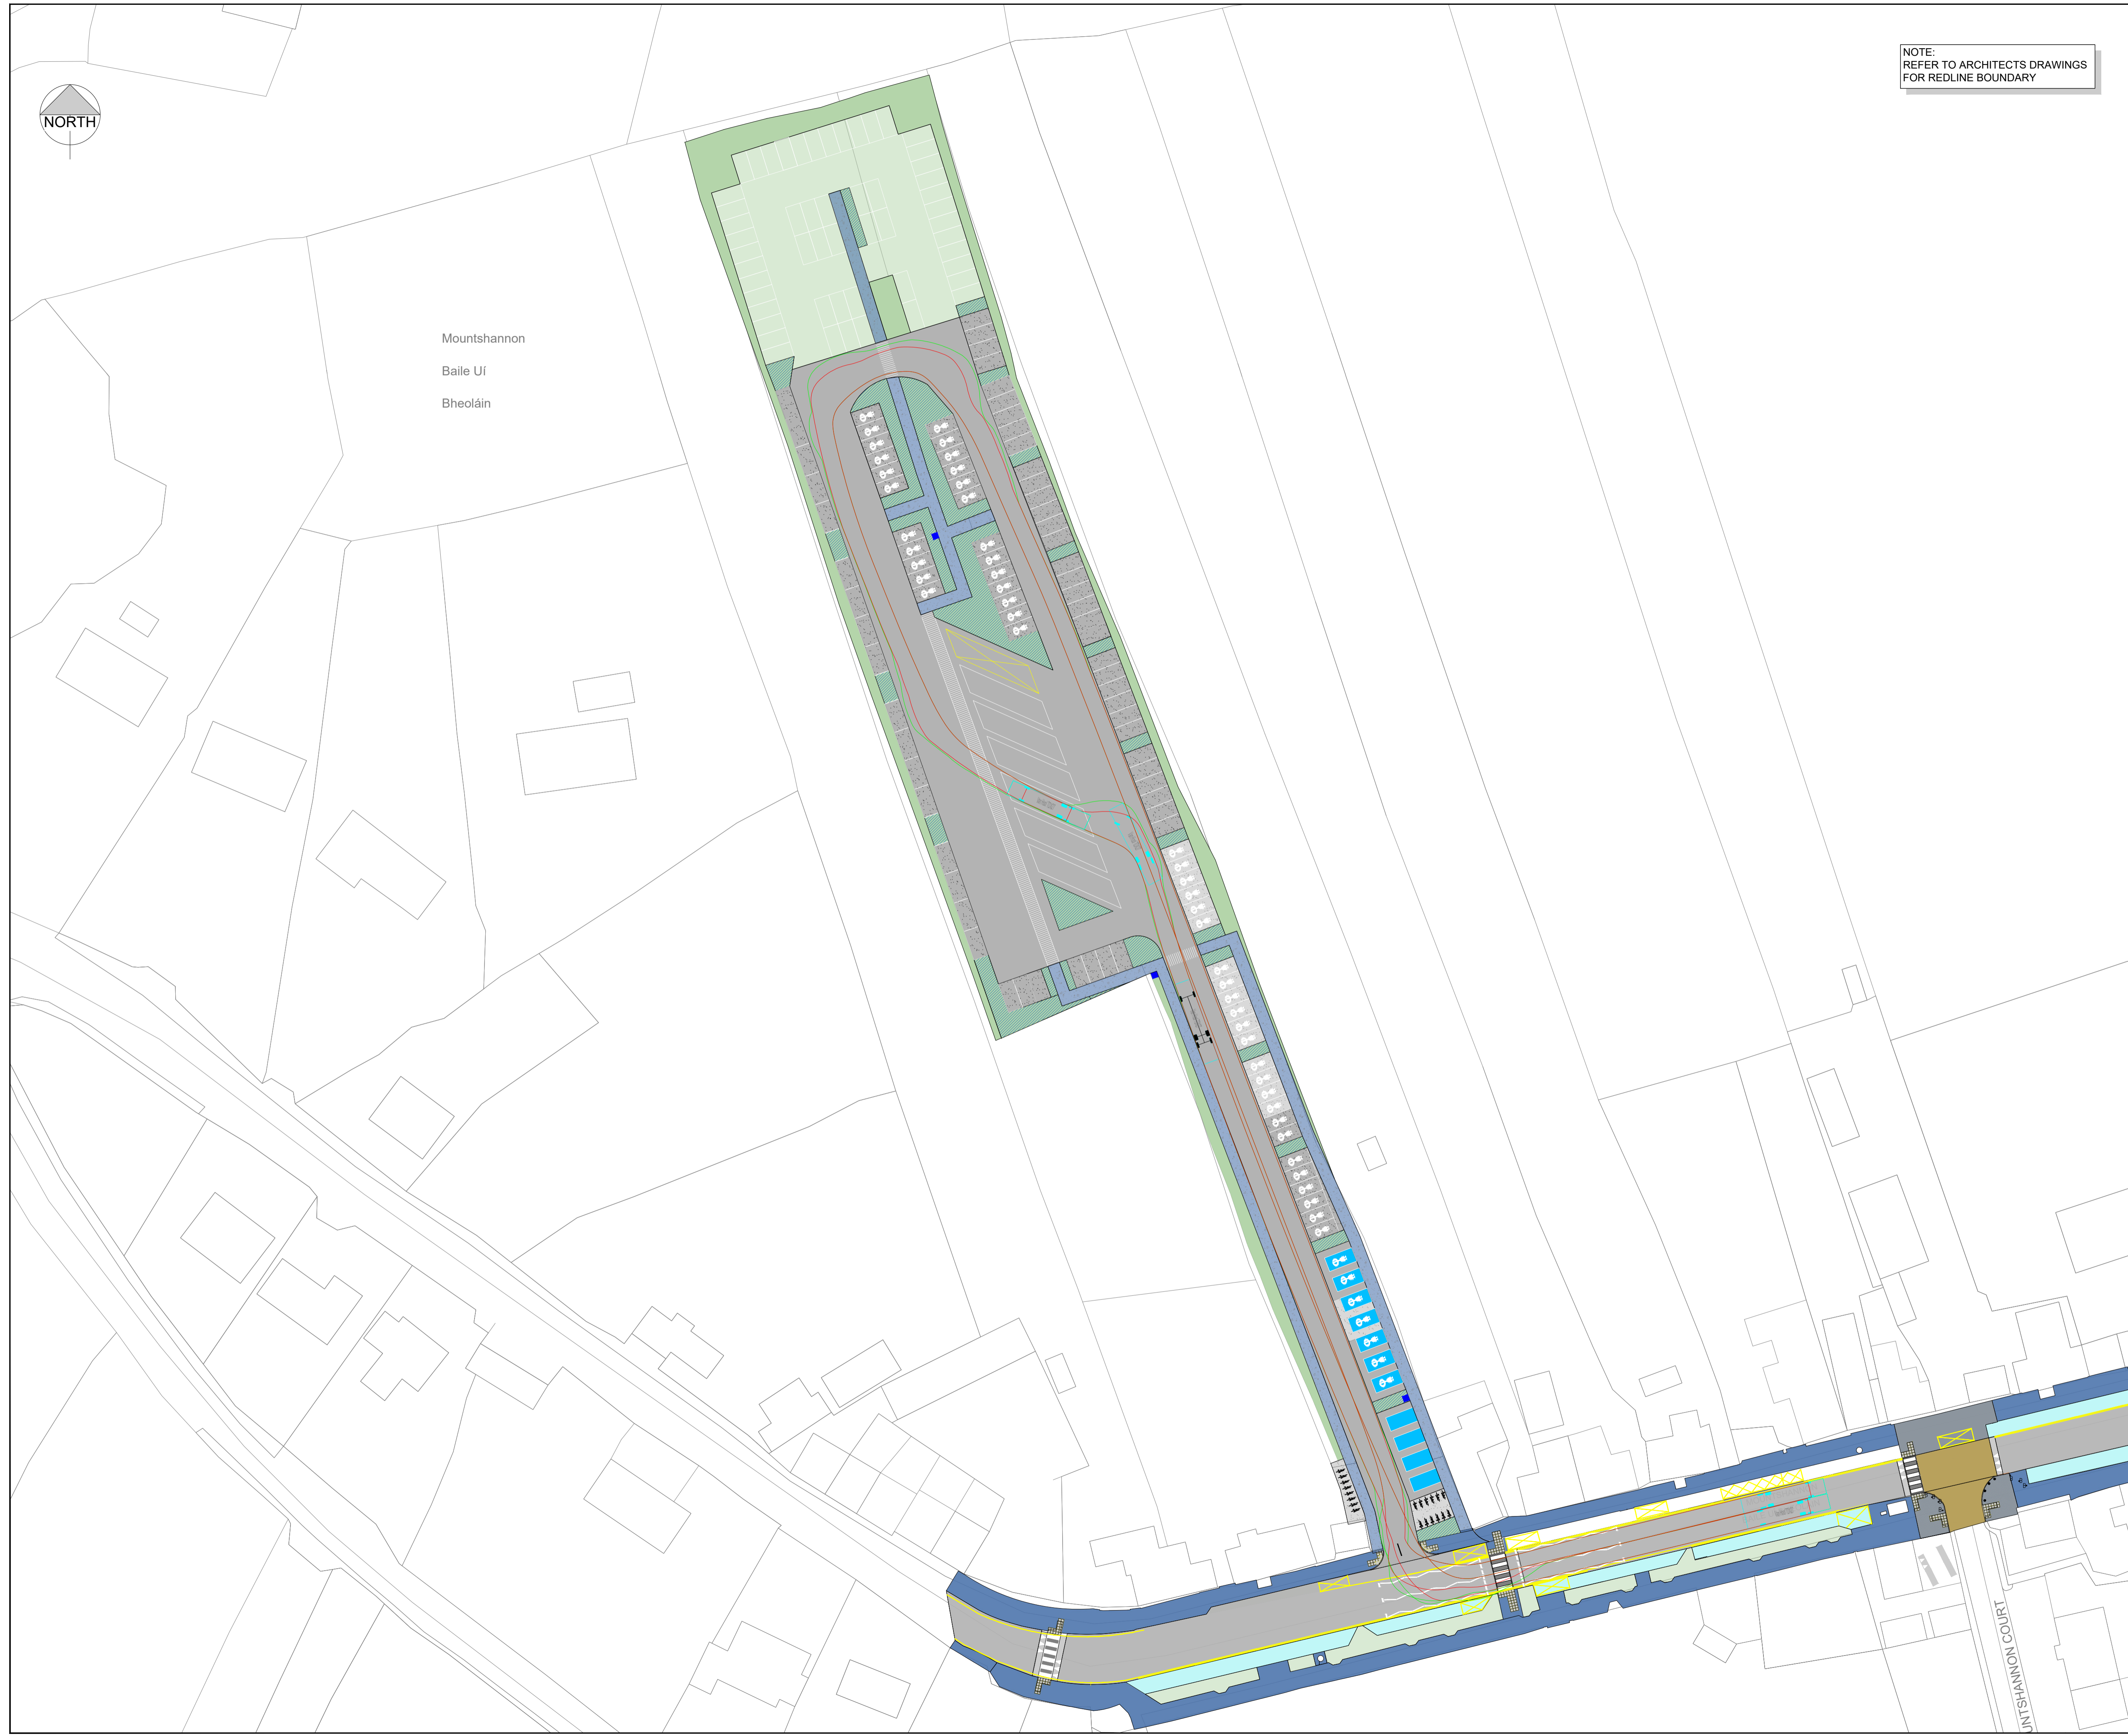 NOTE:
REFER TO ARCHITECTS DRAWINGS
FOR REDLINE BOUNDARY
NORTH
Mountshannon
Baile Uí
Bheoláin
UNTSHANNON COURT